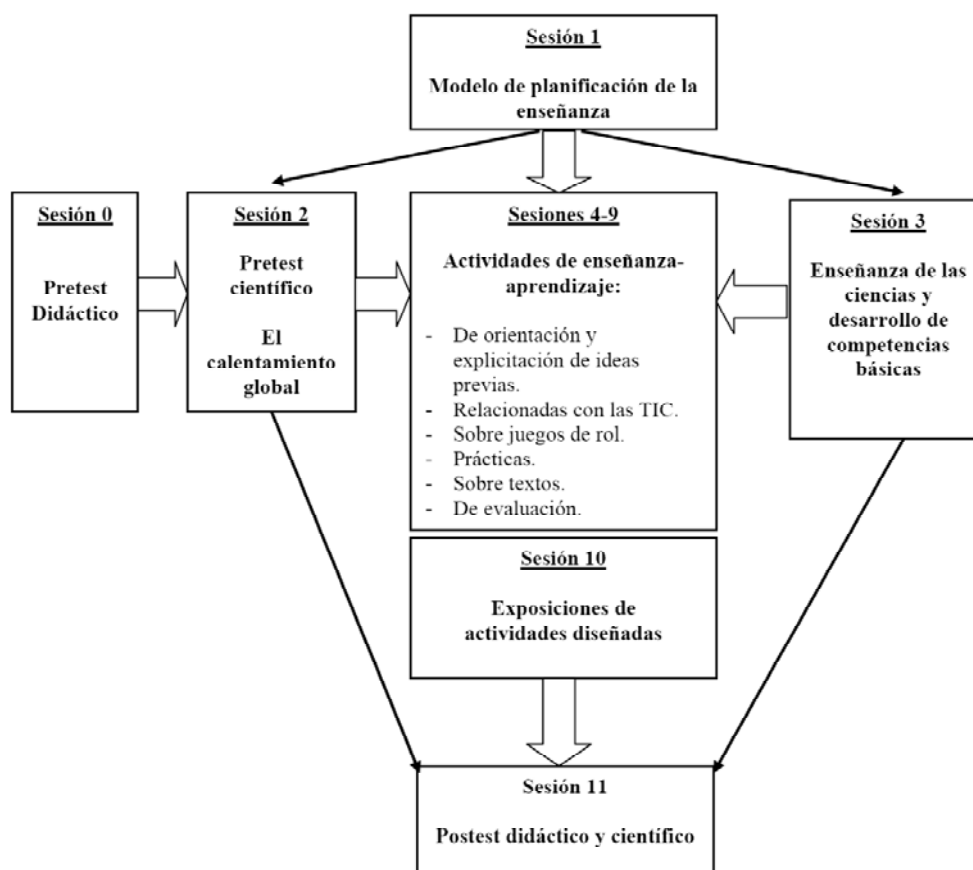 Sesión 1
Modelo de planificación de la
enseñanza
Sesión 0
Pretest
Didáctico
Sesión 2
Pretest
científico
El
calentamiento
global
Sesiones 4-9
Actividades de enseñanza-
aprendizaje:
- De orientación y
explicitación de ideas
previas.
- Relacionadas con las TIC.
- Sobre juegos de rol.
- Prácticas.
- Sobre textos.
- De evaluación.
Sesión 3
Enseñanza de las
ciencias y
desarrollo de
competencias
básicas
Sesión 10
Exposiciones de
actividades diseñadas
Sesión 11
Postest didáctico y científico